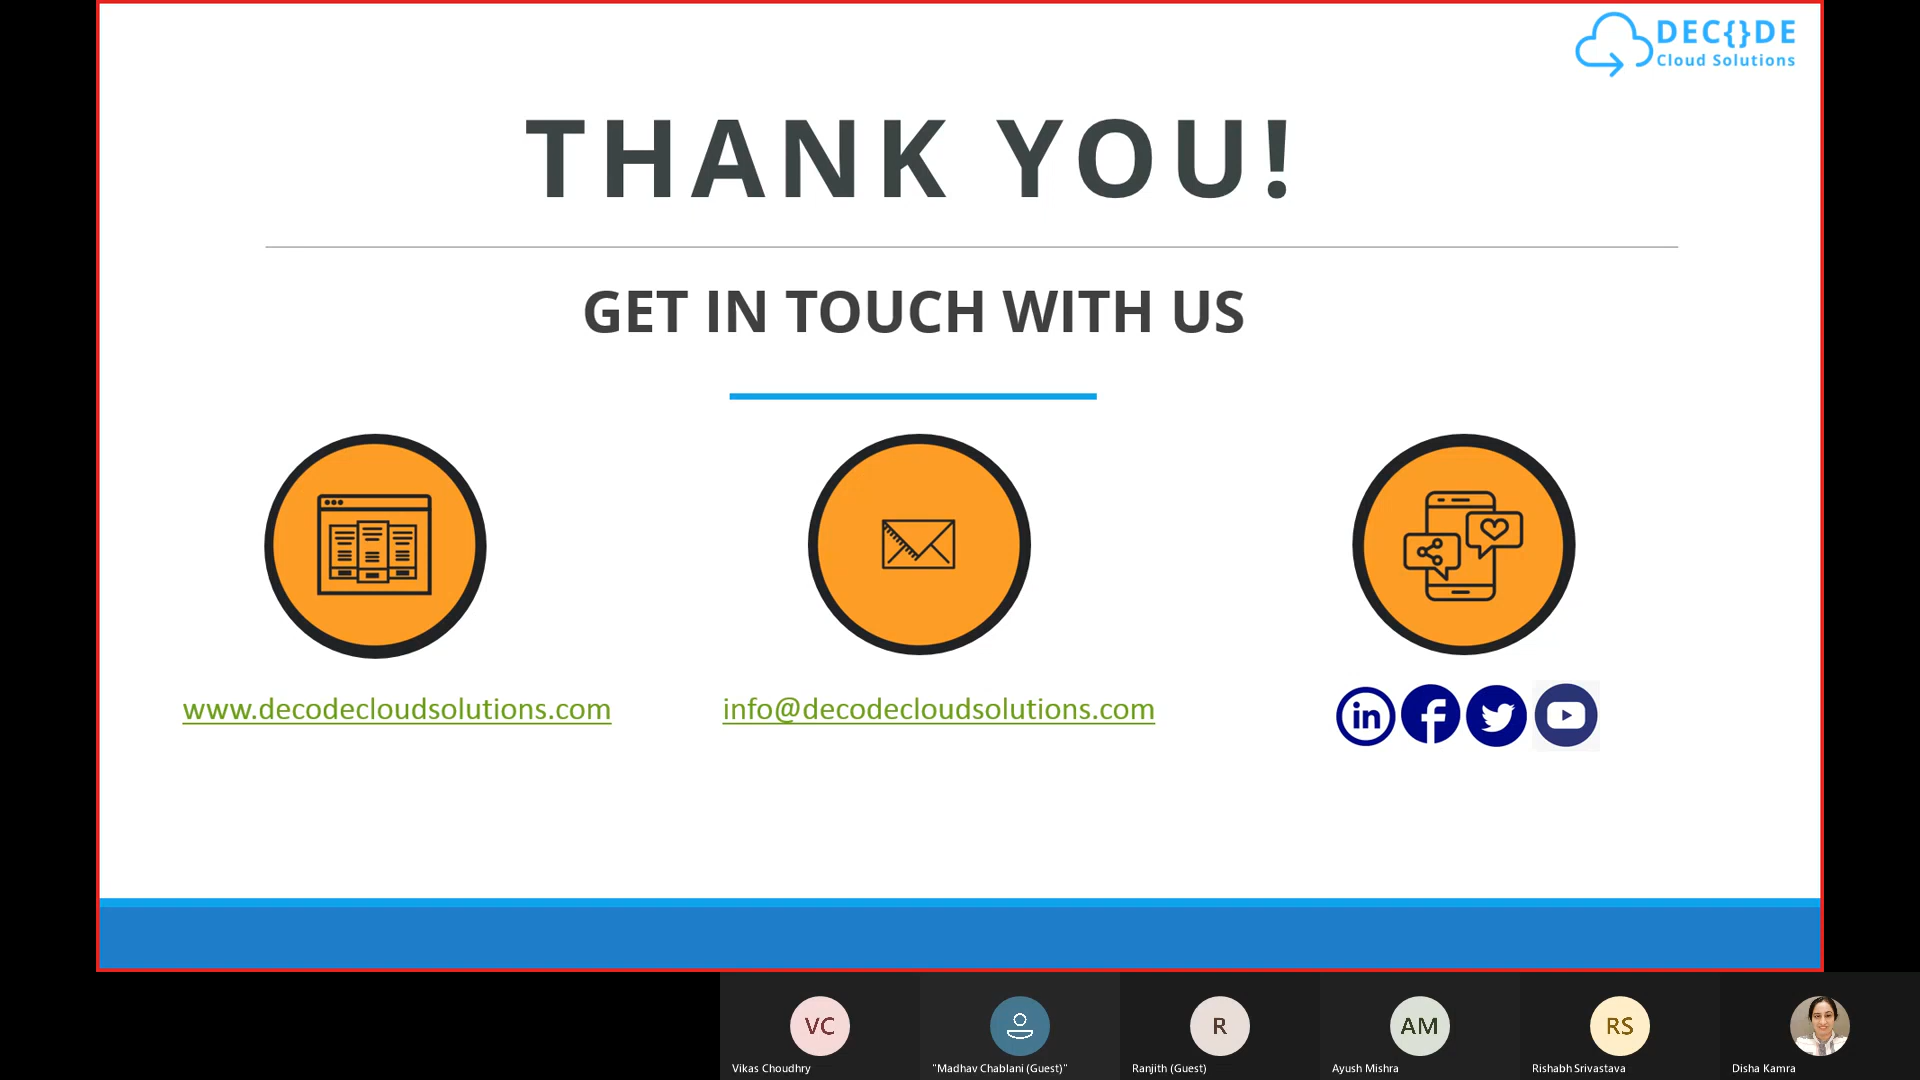 DEC{}DE
Cloud Solutions
THANK YOU!
GET IN TOUCH WITH US
www.decodecloudsolutions.com
info@decodecloudsolutions.com
in
f
VC
R
AM
RS
Vikas Choudhry
"Madhav Chablani (Guest)"
Ranjith (Guest)
Ayush Mishra
Rishabh Srivastava
Disha Kamra